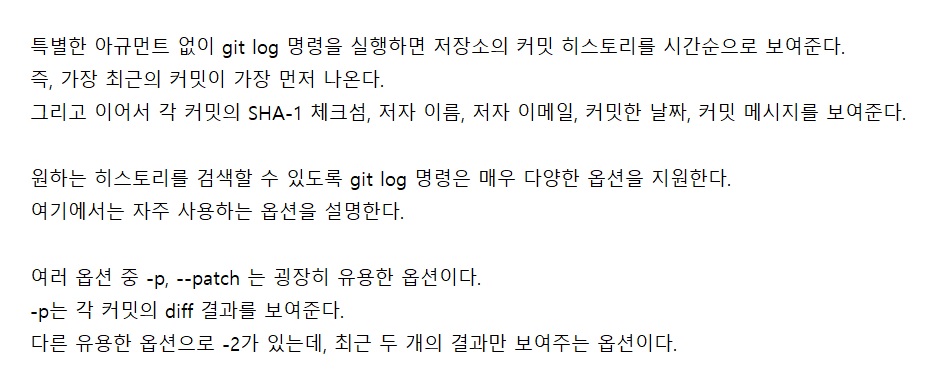 특별한 아규먼트 없이 git log 명령을 실행하면 저장소의 커밋 히스토리를 시간순으로 보여준다.
즉, 가장 최근의 커밋이 가장 먼저 나온다.
그리고 이어서 각 커밋의 SHA-1 체크섬, 저자 이름, 저자 이메일, 커밋한 날짜, 커밋 메시지를 보여준다.
원하는 히스토리를 검색할 수 있도록 git log 명령은 매우 다양한 옵션을 지원한다.
여기에서는 자주 사용하는 옵션을 설명한다.
여러 옵션 중 -p, --patch 는 굉장히 유용한 옵션이다.
-p는 각 커밋의 diff 결과를 보여준다.
다른 유용한 옵션으로 -2가 있는데, 최근 두 개의 결과만 보여주는 옵션이다.